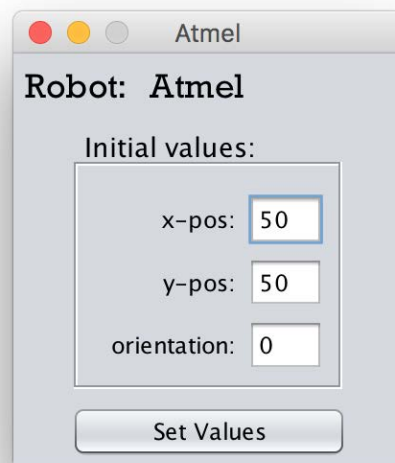 Atmel
Robot: Atmel
Initial values:
x-pos: 50
y-pos: 50
orientation: 0
Set Values